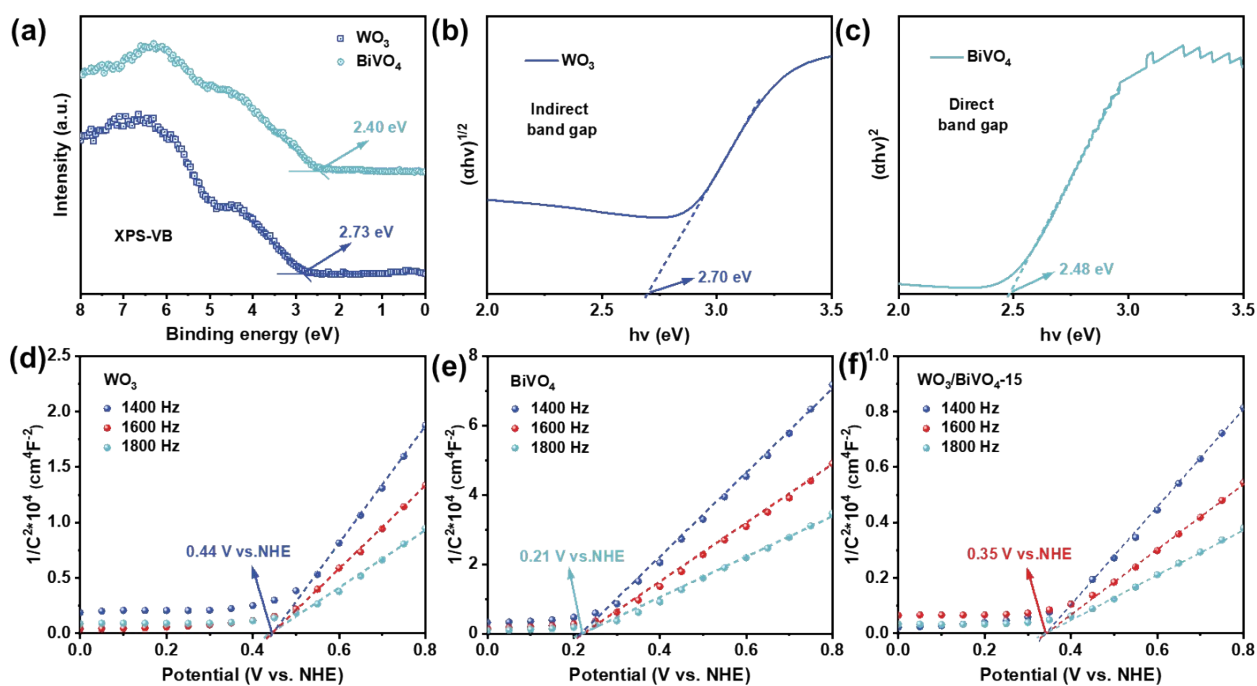 (a)
WO₃
BiVO₄
2.40 eV
2.73 eV
XPS-VB
Intensity (a.u.)
8 7 6 5 4 3 2 1 0
Binding energy (eV)
(b)
WO₃
Indirect
band gap
2.70 eV
(αhv)^1/2
2.0 2.5 3.0 3.5
hv (eV)
(c)
BiVO₄
Direct
band gap
2.48 eV
(αhv)²
2.0 2.5 3.0 3.5
hv (eV)
(d)
WO₃
1400 Hz
1600 Hz
1800 Hz
0.44 V vs.NHE
1/C²*10⁴ (cm⁴F⁻²)
2.5
2.0
1.5
1.0
0.5
0.0
0.0 0.2 0.4 0.6 0.8
Potential (V vs. NHE)
(e)
BiVO₄
1400 Hz
1600 Hz
1800 Hz
0.21 V vs.NHE
1/C²*10⁴ (cm⁴F⁻²)
8
6
4
2
0
0.0 0.2 0.4 0.6 0.8
Potential (V vs. NHE)
(f)
WO₃/BiVO₄-15
1400 Hz
1600 Hz
1800 Hz
0.35 V vs.NHE
1/C²*10⁴ (cm⁴F⁻²)
1.0
0.8
0.6
0.4
0.2
0.0
0.0 0.2 0.4 0.6 0.8
Potential (V vs. NHE)